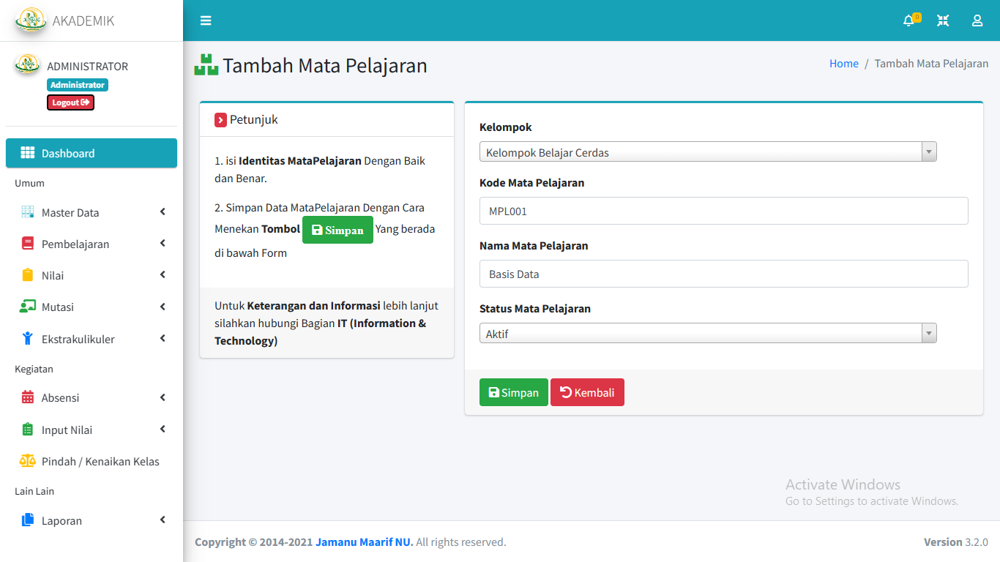 AKADEMIK
0
ADMINISTRATOR
Administrator
Logout
Dashboard
Umum
Master Data
Pembelajaran
Nilai
Mutasi
Ekstrakulikuler
Kegiatan
Absensi
Input Nilai
Pindah / Kenaikan Kelas
Lain Lain
Laporan
Tambah Mata Pelajaran
Home / Tambah Mata Pelajaran
Petunjuk
1. isi Identitas MataPelajaran Dengan Baik
dan Benar.
2. Simpan Data MataPelajaran Dengan Cara
Menekan Tombol Simpan Yang berada
di bawah Form
Untuk Keterangan dan Informasi lebih lanjut
silahkan hubungi Bagian IT (Information &
Technology)
Kelompok
Kelompok Belajar Cerdas
Kode Mata Pelajaran
MPL001
Nama Mata Pelajaran
Basis Data
Status Mata Pelajaran
Aktif
Simpan Kembali
Activate Windows
Go to Settings to activate Windows.
Copyright © 2014-2021 Jamanu Maarif NU. All rights reserved.
Version 3.2.0